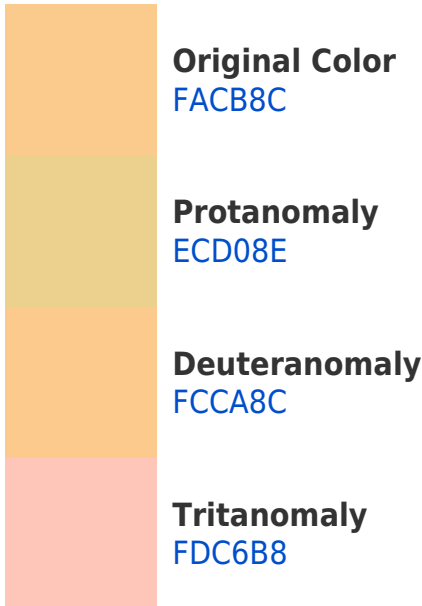 Original Color
FACB8C
Protanomaly
ECD08E
Deuteranomaly
FCCA8C
Tritanomaly
FDC6B8